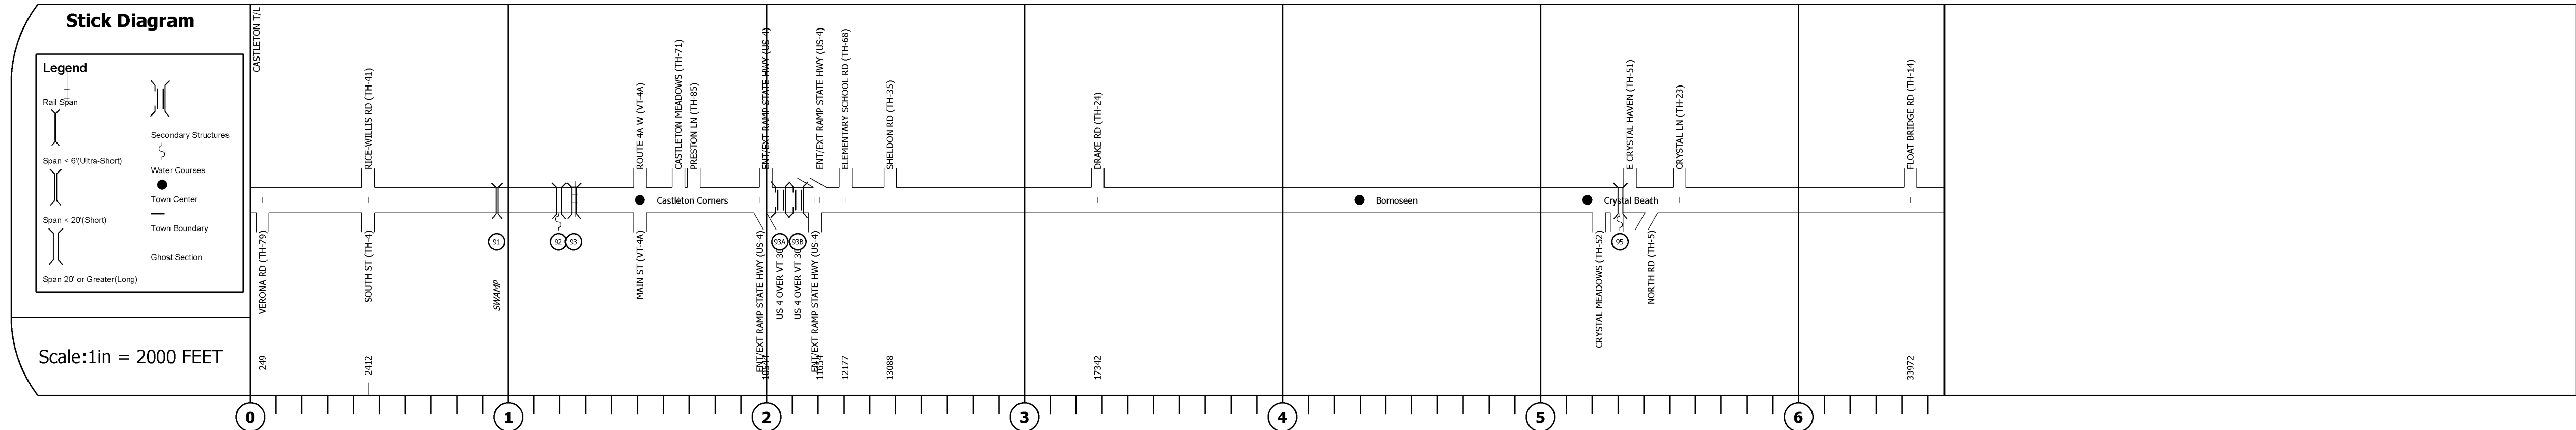 Stick Diagram
Legend
Rail Span
Span < 6'(Ultra-Short)
Span < 20'(Short)
Span 20' or Greater(Long)
Secondary Structures
Water Courses
Town Center
Town Boundary
Ghost Section
Scale:1in = 2000 FEET
CASTLETON T/L
RICE-WILLIS RD (TH-41)
ROUTE 4A W (VT-4A)
CASTLETON MEADOWS (TH-71)
PRESTON LN (TH-85)
ENT/EXT RAMP STATE HWY (US-4)
ENT/EXT RAMP STATE HWY (US-4)
ELEMENTARY SCHOOL RD (TH-68)
SHELDON RD (TH-35)
DRAKE RD (TH-24)
E CRYSTAL HAVEN (TH-51)
CRYSTAL LN (TH-23)
FLOAT BRIDGE RD (TH-14)
Castleton Corners
Bomoseen
Crystal Beach
91
92
93
93A
93B
95
VERONA RD (TH-79)
SOUTH ST (TH-4)
SWAMP
MAIN ST (VT-4A)
ENT/EXT RAMP STATE HWY (US-4)
US 4 OVER VT 30
US 4 OVER VT 30
ENT/EXT RAMP STATE HWY (US-4)
CRYSTAL MEADOWS (TH-52)
NORTH RD (TH-5)
249
2412
12177
13088
17342
33972
0
1
2
3
4
5
6